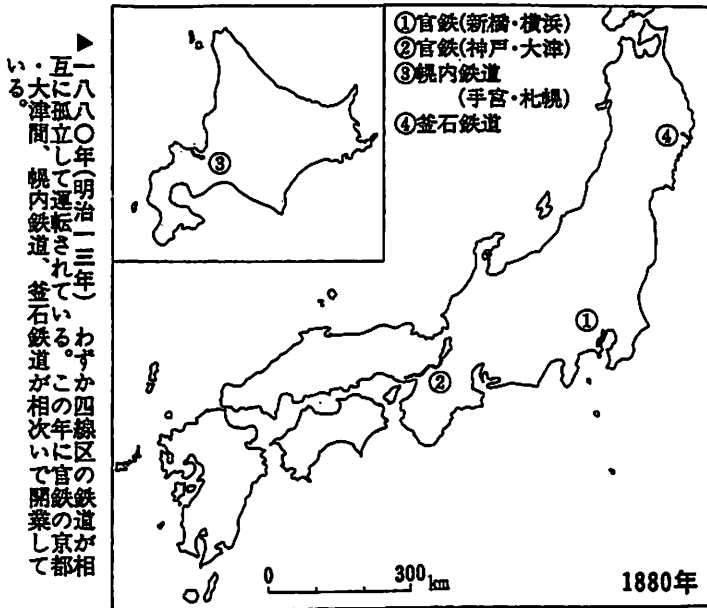 ①官鉄(新橋・横浜)
②官鉄(神戸・大津)
③幌内鉄道
(手宮・札幌)
④釜石鉄道
③
④
①
②
0 300km
1880年
▶一八八〇年(明治一三年) わずか四線区の鉄道が相
互に孤立して運転されている。この年に官鉄の京都
・大津間、幌内鉄道、釜石鉄道が相次いで開業して
いる。